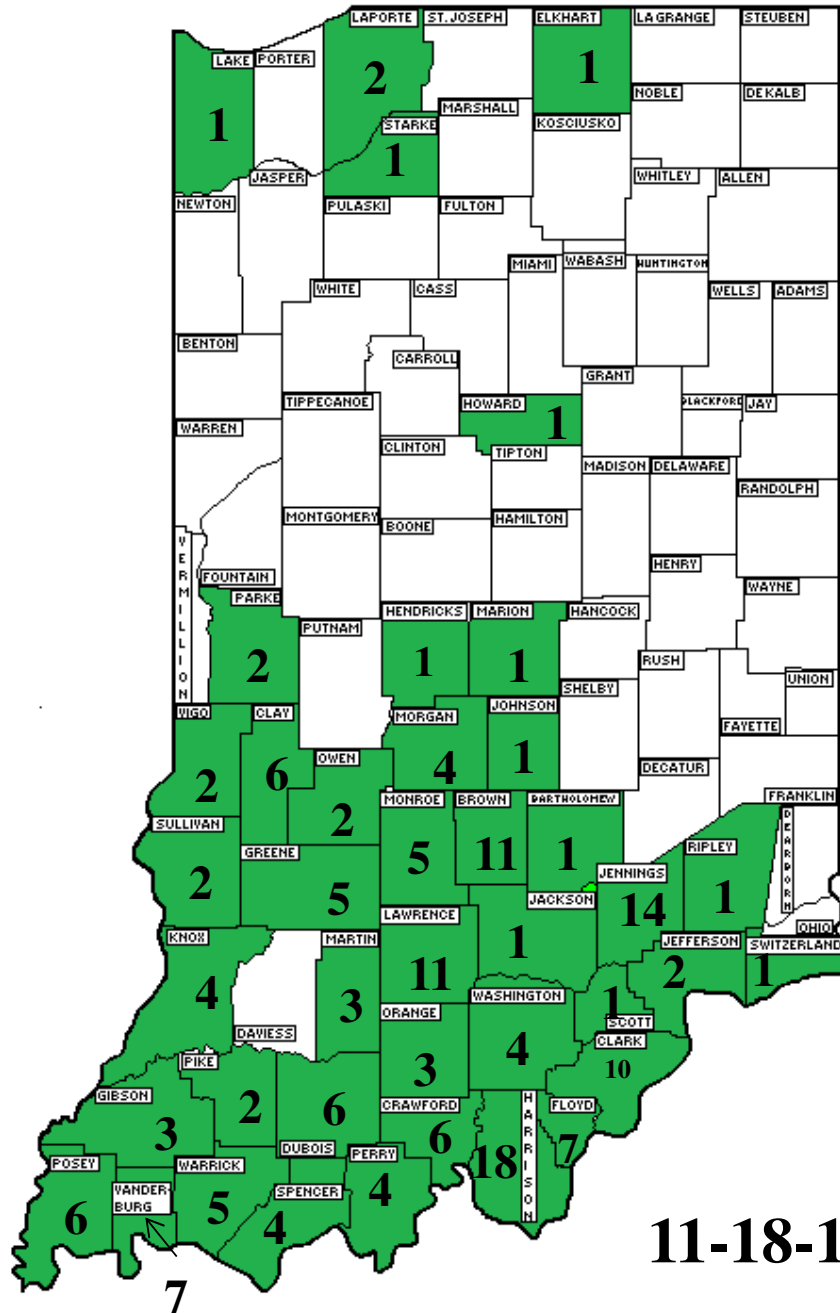 LAPORTE ST. JOSEPH ELKHART LA GRANGE STEUBEN
LAKE PORTER
2 1
NOBLE DE KALB
MARSHALL
1 STARKE KOSCIUSKO
1
JASPER WHITLEY ALLEN
NEWTON PULASKI FULTON
MIAMI WABASH HUNTINGTON
WHITE CASS WELLS ADAMS
BENTON
CARROLL
GRANT
TIPPECANOE HOWARD BLACKFORD JAY
1
WARREN
CLINTON
TIPTON
MADISON DELAWARE
RANDOLPH
MONTGOMERY BOONE HAMILTON
VERMILLION
HENRY
FOUNTAIN
PARKE WAYNE
HENDRICKS MARION HANCOCK
PUTNAM
2 1 1
RUSH
UNION
SHELBY
VIGO CLAY MORGAN JOHNSON
FAYETTE
OWEN
6 4 1
DECATUR
2
MONROE BROWN BARTHOLOMEW FRANKLIN
2
SULLIVAN
DEARBORN
GREENE RIPLEY
5 11 1
JENNINGS
2 1
5 JACKSON 14
LAWRENCE
OHIO
KNOX MARTIN JEFFERSON SWITZERLAND
1
11 2 1
4 3 WASHINGTON
1
ORANGE
SCOTT
DAVIESS
4 CLARK
PIKE
3 10
GIBSON
2 6
CRAWFORD HARRISON FLOYD
3
6 7
DUBOIS PERRY
POSEY WARRICK 18
4
VANDER-
BURG
SPENCER
6 5 4
11-18-1
7